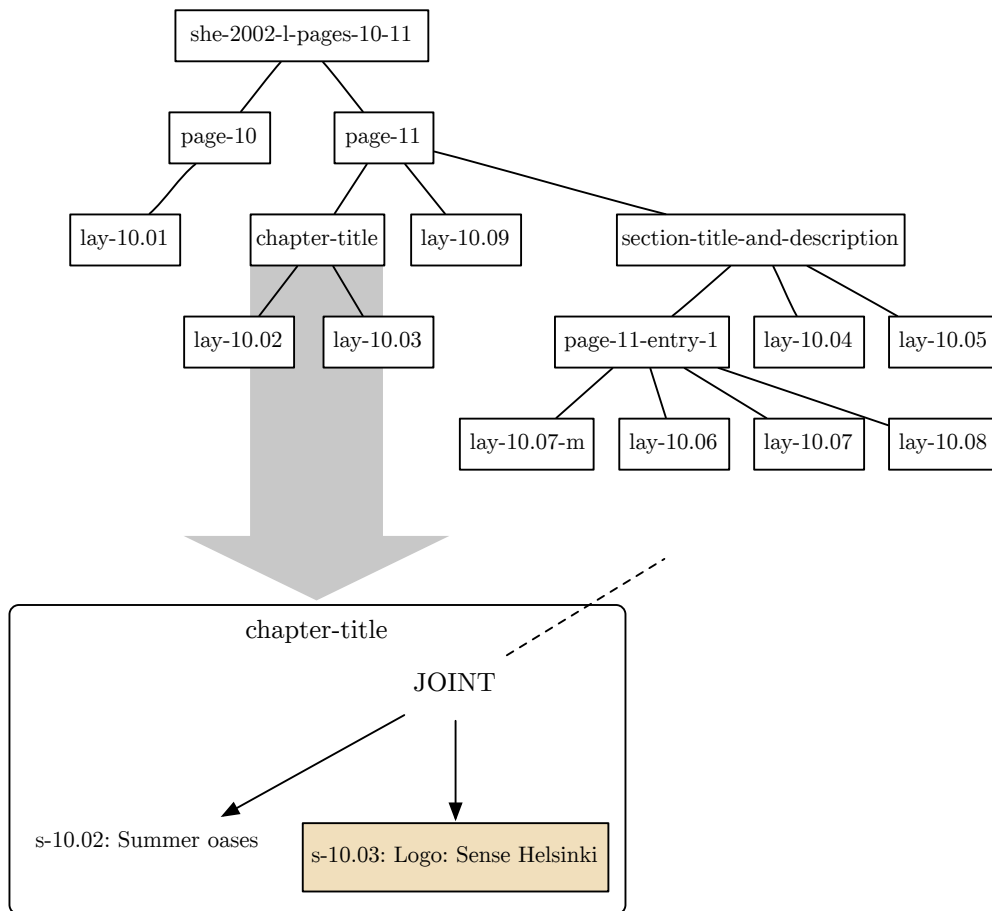 she-2002-l-pages-10-11
page-10
page-11
lay-10.01
chapter-title
lay-10.09
section-title-and-description
lay-10.02
lay-10.03
page-11-entry-1
lay-10.04
lay-10.05
lay-10.07-m
lay-10.06
lay-10.07
lay-10.08
chapter-title
JOINT
s-10.02: Summer oases
s-10.03: Logo: Sense Helsinki